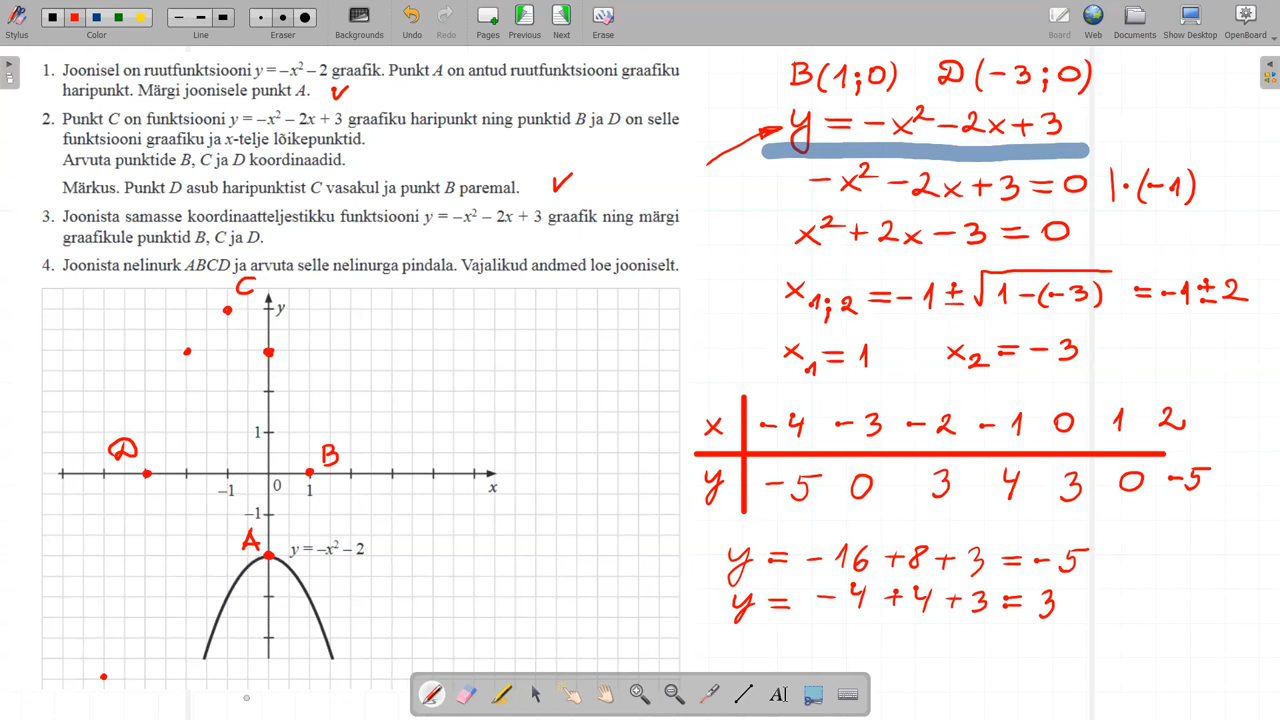 Stylus Color Line Eraser Backgrounds Undo Redo Pages Previous Next Erase Board Web Documents Show Desktop OpenBoard
1. Joonisel on ruutfunktsiooni y = –x² – 2 graafik. Punkt A on antud ruutfunktsiooni graafiku
haripunkt. Märgi joonisele punkt A. ✓
2. Punkt C on funktsiooni y = –x² – 2x + 3 graafiku haripunkt ning punktid B ja D on selle
funktsiooni graafiku ja x-telje lõikepunktid.
Arvuta punktide B, C ja D koordinaadid.
Märkus. Punkt D asub haripunktist C vasakul ja punkt B paremal. ✓
3. Joonista samasse koordinaatteljestikku funktsiooni y = –x² – 2x + 3 graafik ning märgi
graafikule punktid B, C ja D.
4. Joonista nelinurk ABCD ja arvuta selle nelinurga pindala. Vajalikud andmed loe jooniselt.
C
y
1
D B
–1 0 1 x
–1
A y = –x² – 2
B(1;0) D(-3;0)
y = -x² -2x+3
-x² -2x+3=0 |·(-1)
x²+2x-3=0
x₁;₂ = -1 ± √1-(-3) = -1 ± 2
x₁ = 1 x₂ = -3
x -4 -3 -2 -1 0 1 2
y -5 0 3 4 3 0 -5
y = -16 +8+3 = -5
y = -4 +4+3 = 3